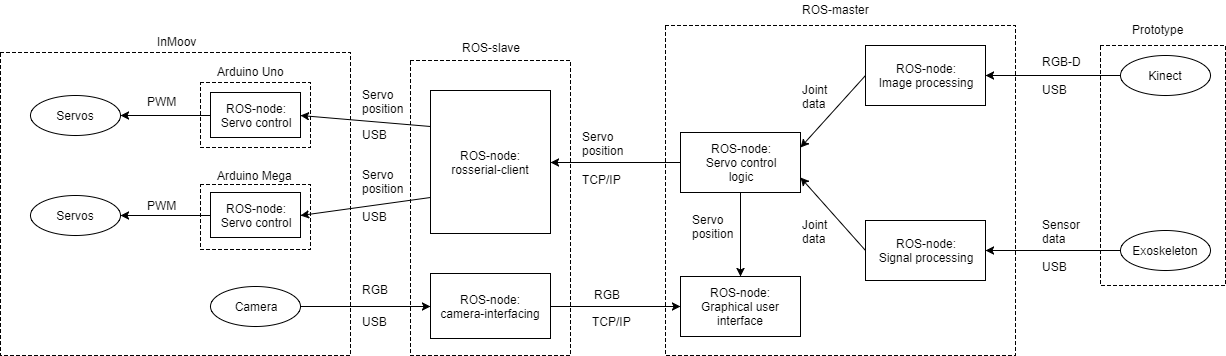 ROS-master
InMoov
ROS-slave
Prototype
Arduino Uno
Servos
PWM
ROS-node:
Servo control
Servo
position
USB
Arduino Mega
Servos
PWM
ROS-node:
Servo control
Servo
position
USB
ROS-node:
rosserial-client
Servo
position
TCP/IP
ROS-node:
Servo control
logic
Joint
data
ROS-node:
Image processing
RGB-D
USB
Kinect
Servo
position
Joint
data
ROS-node:
Signal processing
Sensor
data
USB
Exoskeleton
Camera
RGB
USB
ROS-node:
camera-interfacing
RGB
TCP/IP
ROS-node:
Graphical user
interface